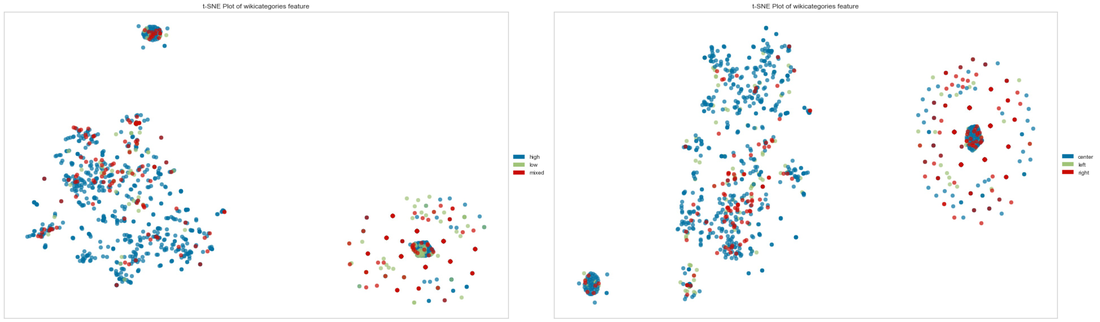 t-SNE Plot of wikicategories feature
high
low
mixed
t-SNE Plot of wikicategories feature
center
left
right